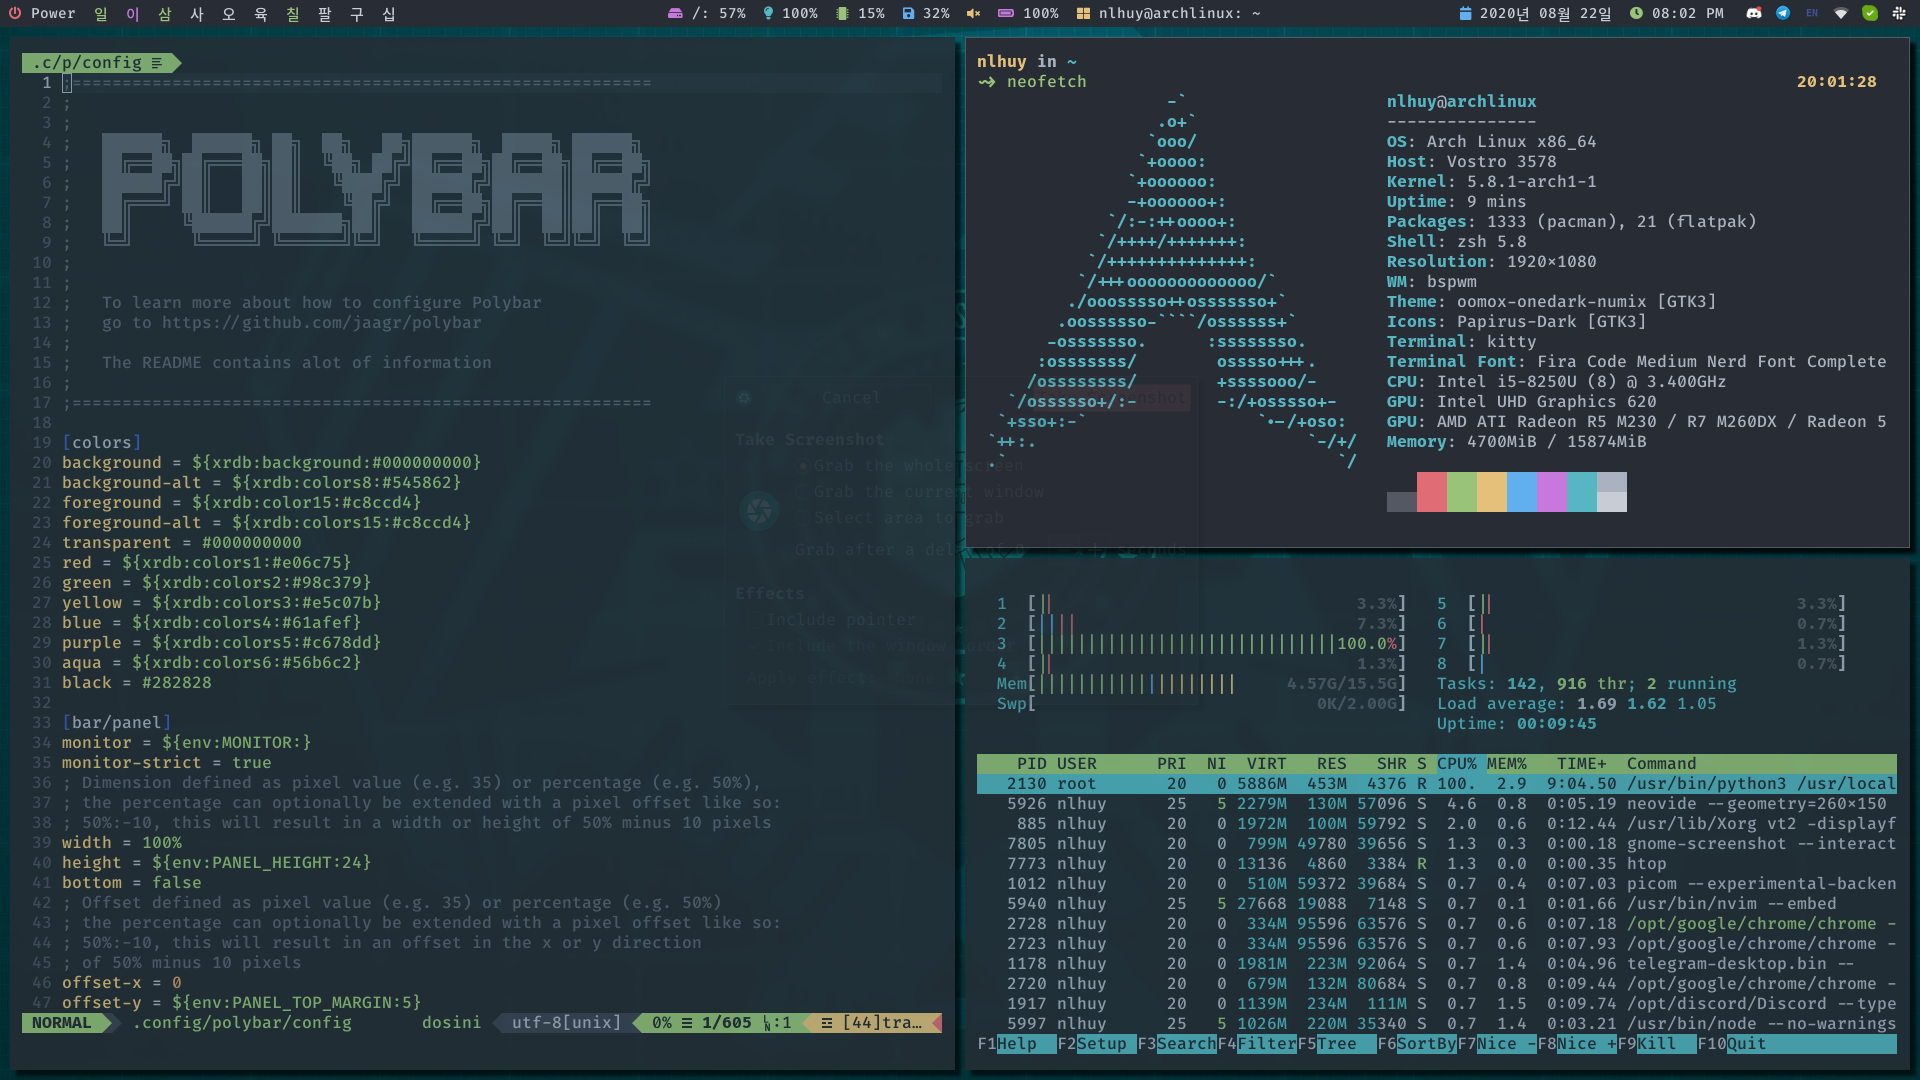 Power 일 이 삼 사 오 육 칠 팔 구 십
/: 57% 100% 15% 32% 100% nlhuy@archlinux: ~
2020년 08월 22일 08:02 PM EN
.c/p/config
1 ;==========================================================
2 ;
3 ;
4 ;
5 ;
6 ;
7 ;
8 ;
9 ;
POLYBAR
10 ;
11 ;
12 ;   To learn more about how to configure Polybar
13 ;   go to https://github.com/jaagr/polybar
14 ;
15 ;   The README contains alot of information
16 ;
17 ;==========================================================
18
19 [colors]
20 background = ${xrdb:background:#000000000}
21 background-alt = ${xrdb:colors8:#545862}
22 foreground = ${xrdb:color15:#c8ccd4}
23 foreground-alt = ${xrdb:colors15:#c8ccd4}
24 transparent = #000000000
25 red = ${xrdb:colors1:#e06c75}
26 green = ${xrdb:colors2:#98c379}
27 yellow = ${xrdb:colors3:#e5c07b}
28 blue = ${xrdb:colors4:#61afef}
29 purple = ${xrdb:colors5:#c678dd}
30 aqua = ${xrdb:colors6:#56b6c2}
31 black = #282828
32
33 [bar/panel]
34 monitor = ${env:MONITOR:}
35 monitor-strict = true
36 ; Dimension defined as pixel value (e.g. 35) or percentage (e.g. 50%),
37 ; the percentage can optionally be extended with a pixel offset like so:
38 ; 50%:-10, this will result in a width or height of 50% minus 10 pixels
39 width = 100%
40 height = ${env:PANEL_HEIGHT:24}
41 bottom = false
42 ; Offset defined as pixel value (e.g. 35) or percentage (e.g. 50%)
43 ; the percentage can optionally be extended with a pixel offset like so:
44 ; 50%:-10, this will result in an offset in the x or y direction
45 ; of 50% minus 10 pixels
46 offset-x = 0
47 offset-y = ${env:PANEL_TOP_MARGIN:5}
NORMAL .config/polybar/config dosini utf-8[unix] 0% ☰ 1/605 :1 [44]tra…
Cancel
Take Screenshot
Grab the whole screen
Grab the current window
Select area to grab
Grab after a delay of 0 - + seconds
Effects
Include pointer
Include the window border
nlhuy in ~
neofetch 20:01:28
nlhuy@archlinux
---------------
OS: Arch Linux x86_64
Host: Vostro 3578
Kernel: 5.8.1-arch1-1
Uptime: 9 mins
Packages: 1333 (pacman), 21 (flatpak)
Shell: zsh 5.8
Resolution: 1920×1080
WM: bspwm
Theme: oomox-onedark-numix [GTK3]
Icons: Papirus-Dark [GTK3]
Terminal: kitty
Terminal Font: Fira Code Medium Nerd Font Complete
CPU: Intel i5-8250U (8) @ 3.400GHz
GPU: Intel UHD Graphics 620
GPU: AMD ATI Radeon R5 M230 / R7 M260DX / Radeon 5
Memory: 4700MiB / 15874MiB
1 [|| 3.3%] 5 [|| 3.3%]
2 [|||| 7.3%] 6 [| 0.7%]
3 [||||||||||||||||||||||||||||||100.0%] 7 [|| 1.3%]
4 [|| 1.3%] 8 [| 0.7%]
Mem[|||||||||||||||||||| 4.57G/15.5G] Tasks: 142, 916 thr; 2 running
Swp[ 0K/2.00G] Load average: 1.69 1.62 1.05
Uptime: 00:09:45
PID USER PRI NI VIRT RES SHR S CPU% MEM% TIME+ Command
2130 root 20 0 5886M 453M 4376 R 100. 2.9 9:04.50 /usr/bin/python3 /usr/local
5926 nlhuy 25 5 2279M 130M 57096 S 4.6 0.8 0:05.19 neovide --geometry=260×150
885 nlhuy 20 0 1972M 100M 59792 S 2.0 0.6 0:12.44 /usr/lib/Xorg vt2 -displayf
7805 nlhuy 20 0 799M 49780 39656 S 1.3 0.3 0:00.18 gnome-screenshot --interact
7773 nlhuy 20 0 13136 4860 3384 R 1.3 0.0 0:00.35 htop
1012 nlhuy 20 0 510M 59372 39684 S 0.7 0.4 0:07.03 picom --experimental-backen
5940 nlhuy 25 5 27668 19088 7148 S 0.7 0.1 0:01.66 /usr/bin/nvim --embed
2728 nlhuy 20 0 334M 95596 63576 S 0.7 0.6 0:07.18 /opt/google/chrome/chrome -
2723 nlhuy 20 0 334M 95596 63576 S 0.7 0.6 0:07.93 /opt/google/chrome/chrome -
1178 nlhuy 20 0 1981M 223M 92064 S 0.7 1.4 0:04.96 telegram-desktop.bin --
2720 nlhuy 20 0 679M 132M 80684 S 0.7 0.8 0:09.44 /opt/google/chrome/chrome -
1917 nlhuy 20 0 1139M 234M 111M S 0.7 1.5 0:09.74 /opt/discord/Discord --type
5997 nlhuy 25 5 1026M 220M 35340 S 0.7 1.4 0:03.21 /usr/bin/node --no-warnings
F1Help F2Setup F3SearchF4FilterF5Tree F6SortByF7Nice -F8Nice +F9Kill F10Quit